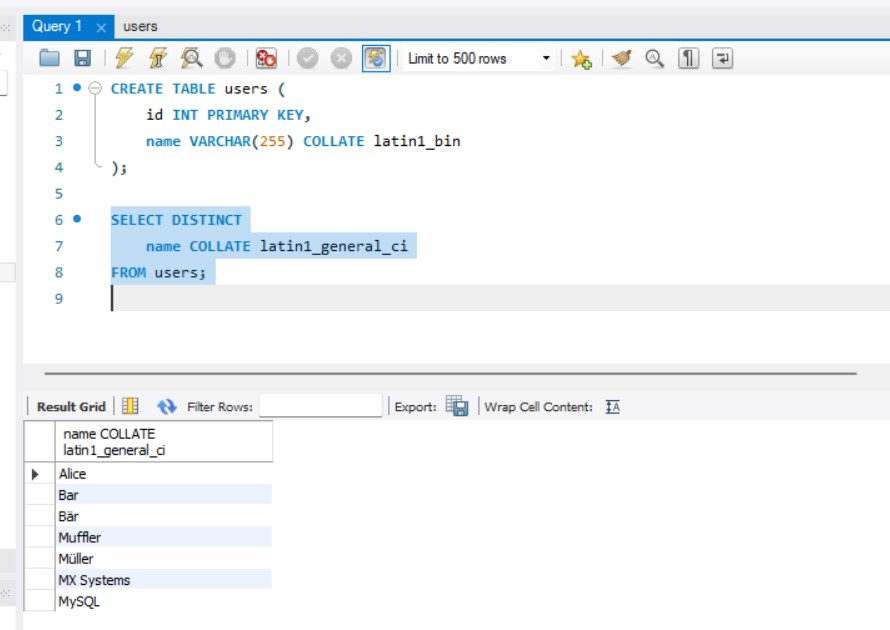 Query 1 users
Limit to 500 rows
1 CREATE TABLE users (
2 id INT PRIMARY KEY,
3 name VARCHAR(255) COLLATE latin1_bin
4 );
5
6 SELECT DISTINCT
7 name COLLATE latin1_general_ci
8 FROM users;
9
Result Grid Filter Rows: Export: Wrap Cell Content:
name COLLATE
latin1_general_ci
Alice
Bar
Bär
Muffler
Müller
MX Systems
MySQL